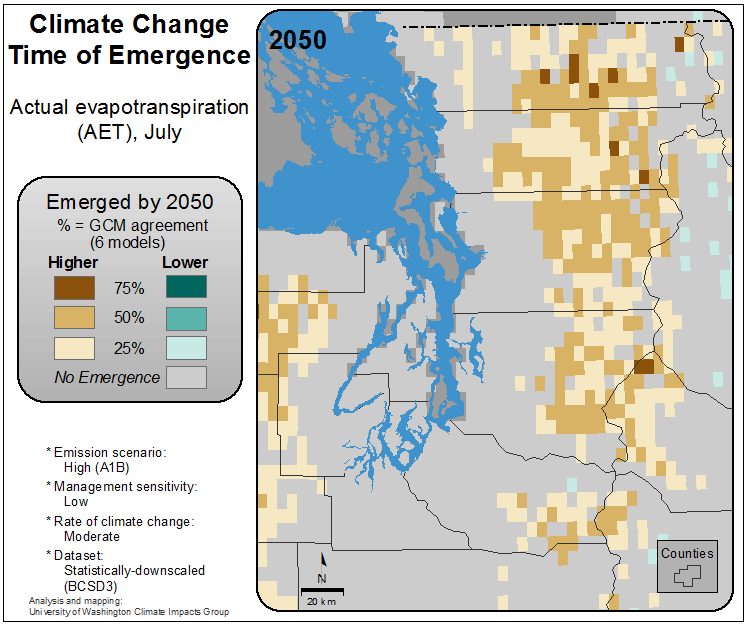 Climate Change
Time of Emergence
Actual evapotranspiration
(AET), July
Emerged by 2050
% = GCM agreement
(6 models)
Higher Lower
75%
50%
25%
No Emergence
* Emission scenario:
High (A1B)
* Management sensitivity:
Low
* Rate of climate change:
Moderate
* Dataset:
Statistically-downscaled
(BCSD3)
Analysis and mapping:
University of Washington Climate Impacts Group
2050
N
20 km
Counties